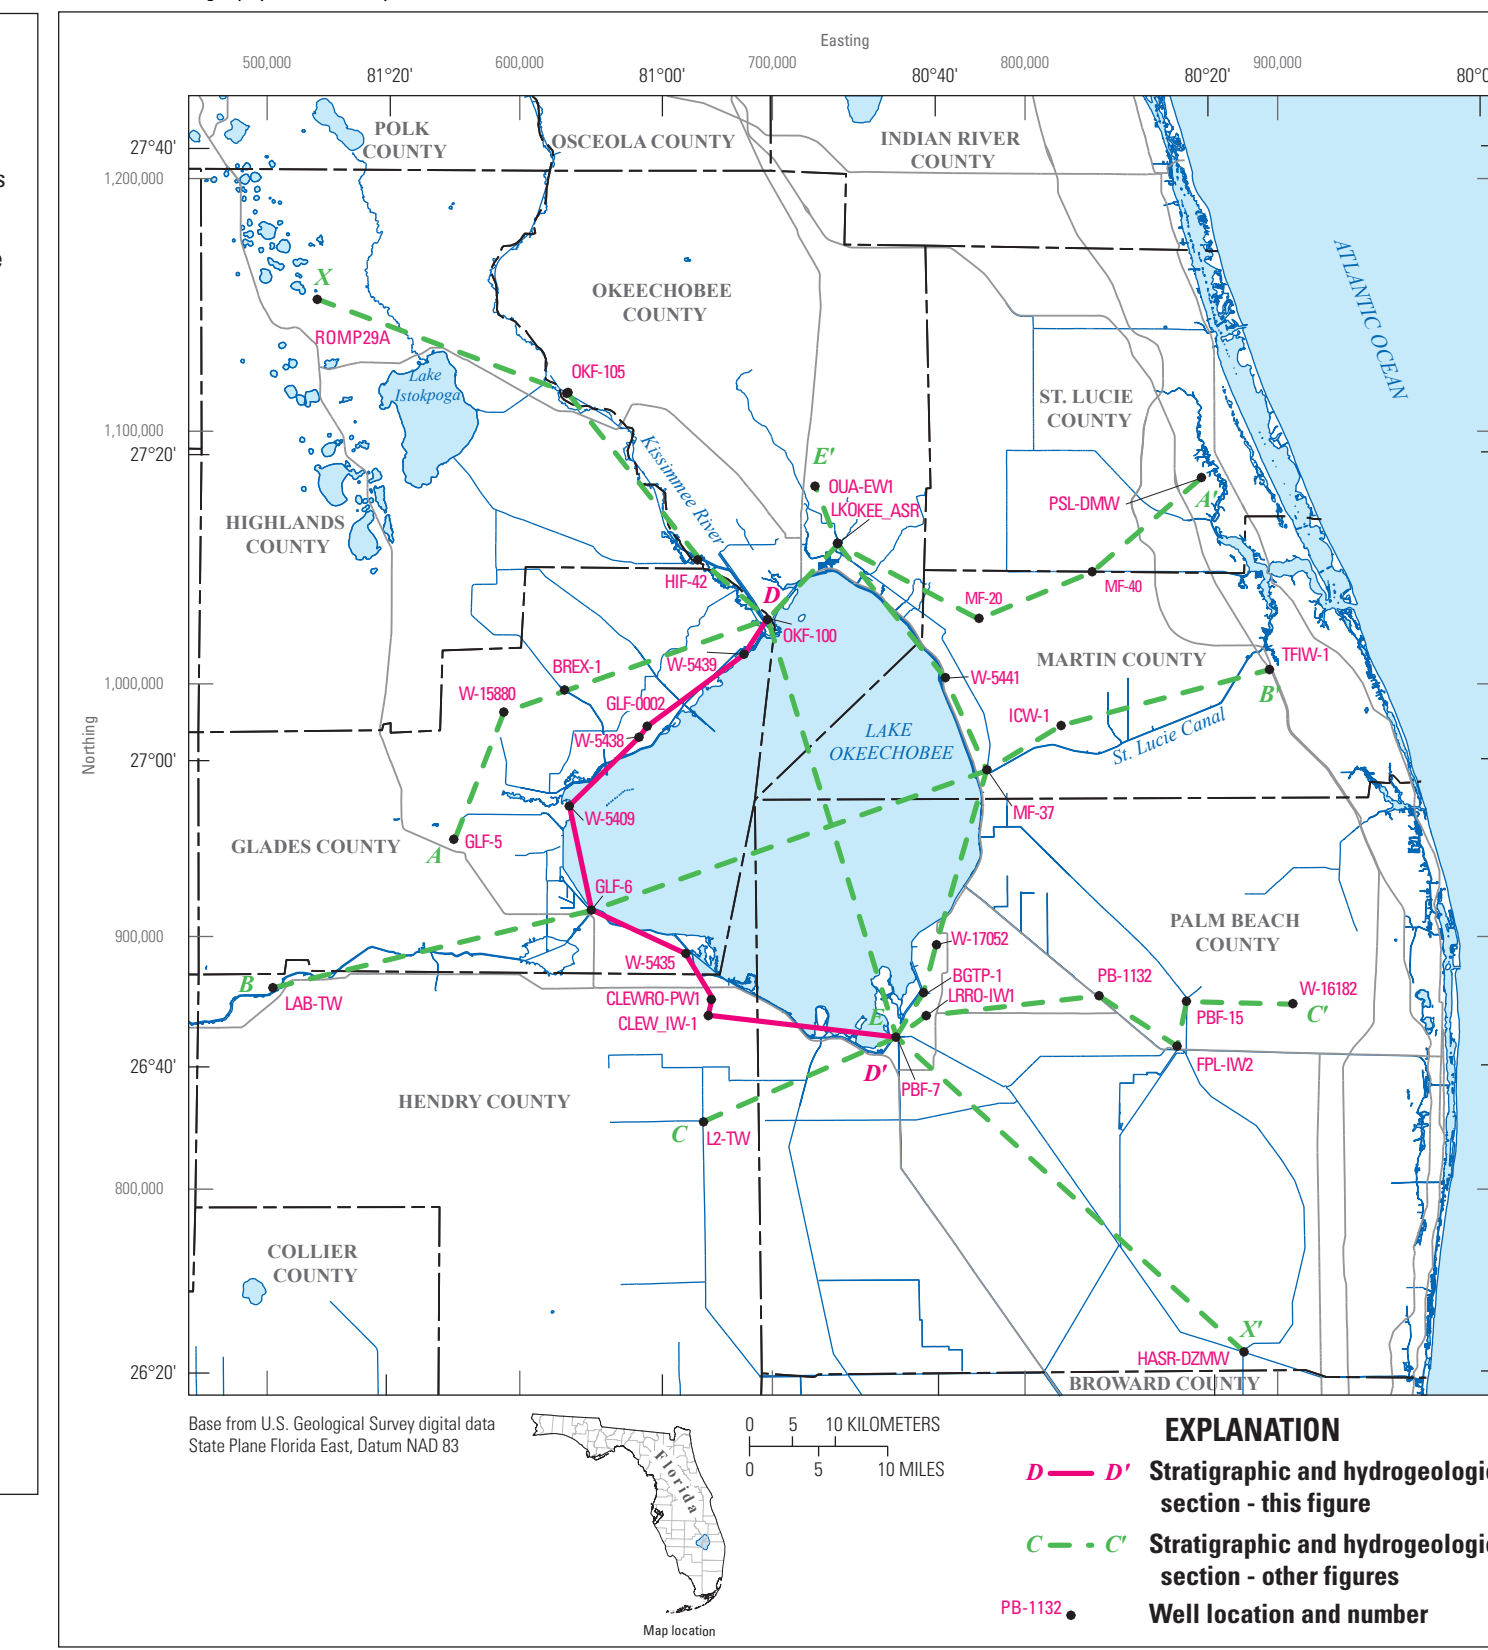 Easting
500,000
600,000
700,000
800,000
900,000
81°20'
81°00'
80°40'
80°20'
POLK
COUNTY
OSCEOLA COUNTY
INDIAN RIVER
COUNTY
27°40'
1,200,000
ATLANTIC OCEAN
X
ROMP29A
OKEECHOBEE
COUNTY
Lake
Istokpoga
OKF-105
ST. LUCIE
COUNTY
1,100,000
27°20'
Kissimmee River
E'
OUA-EW1
LKOKEE_ASR
PSL-DMW
A'
HIGHLANDS
COUNTY
HIF-42
D
OKF-100
MF-20
MF-40
W-5439
BREX-1
W-15880
GLF-0002
W-5438
W-5441
MARTIN COUNTY
TFIW-1
B'
ICW-1
St. Lucie Canal
1,000,000
Northing
27°00'
LAKE
OKEECHOBEE
MF-37
W-5409
GLADES COUNTY
A
GLF-5
GLF-6
PALM BEACH
COUNTY
900,000
W-17052
W-5435
B
LAB-TW
BGTP-1
PB-1132
CLEWRO-PW1
LRRO-IW1
W-16182
CLEW_IW-1
E
PBF-15
C'
26°40'
D'
PBF-7
FPL-IW2
HENDRY COUNTY
C
L2-TW
800,000
COLLIER
COUNTY
X'
HASR-DZMW
26°20'
BROWARD COUNTY
Base from U.S. Geological Survey digital data
State Plane Florida East, Datum NAD 83
Florida
Map location
0 5 10 KILOMETERS
0 5 10 MILES
EXPLANATION
D D' Stratigraphic and hydrogeologic
section - this figure
C C' Stratigraphic and hydrogeologic
section - other figures
PB-1132 Well location and number